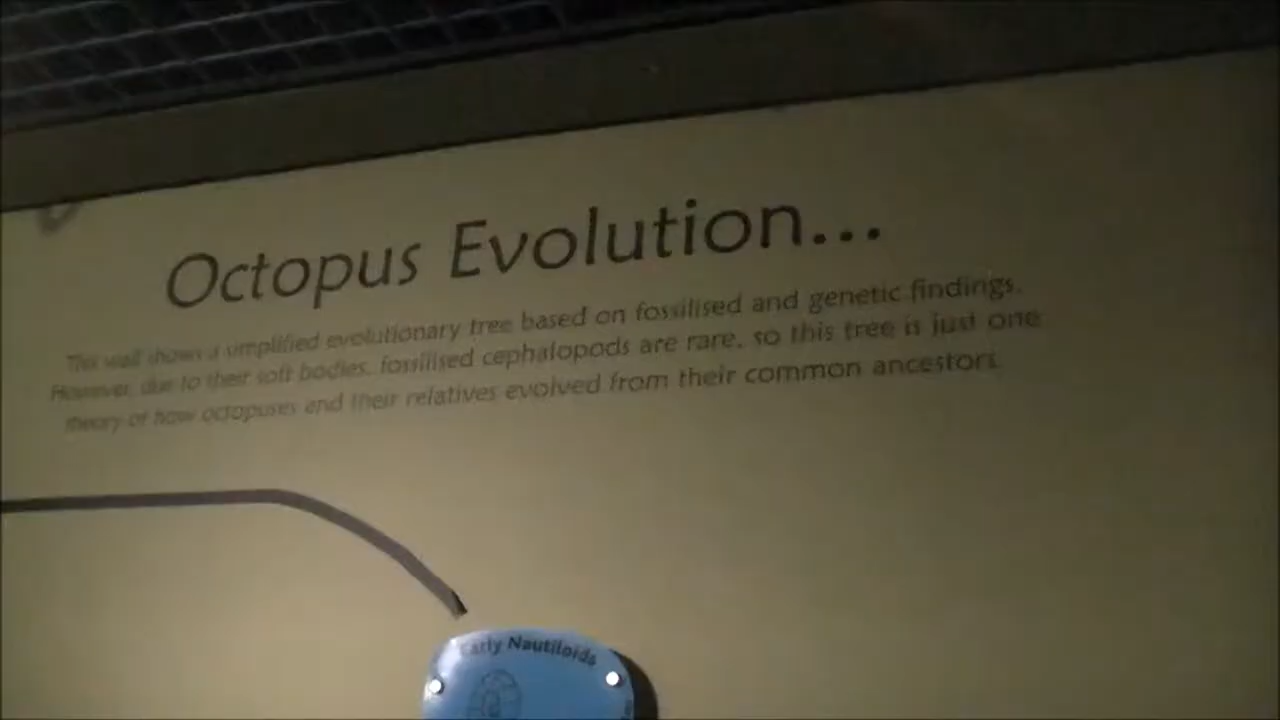 Octopus Evolution...
This wall shows a simplified evolutionary tree based on fossilised and genetic findings.
However, due to their soft bodies, fossilised cephalopods are rare, so this tree is just one
theory of how octopuses and their relatives evolved from their common ancestors.
Early Nautiloids